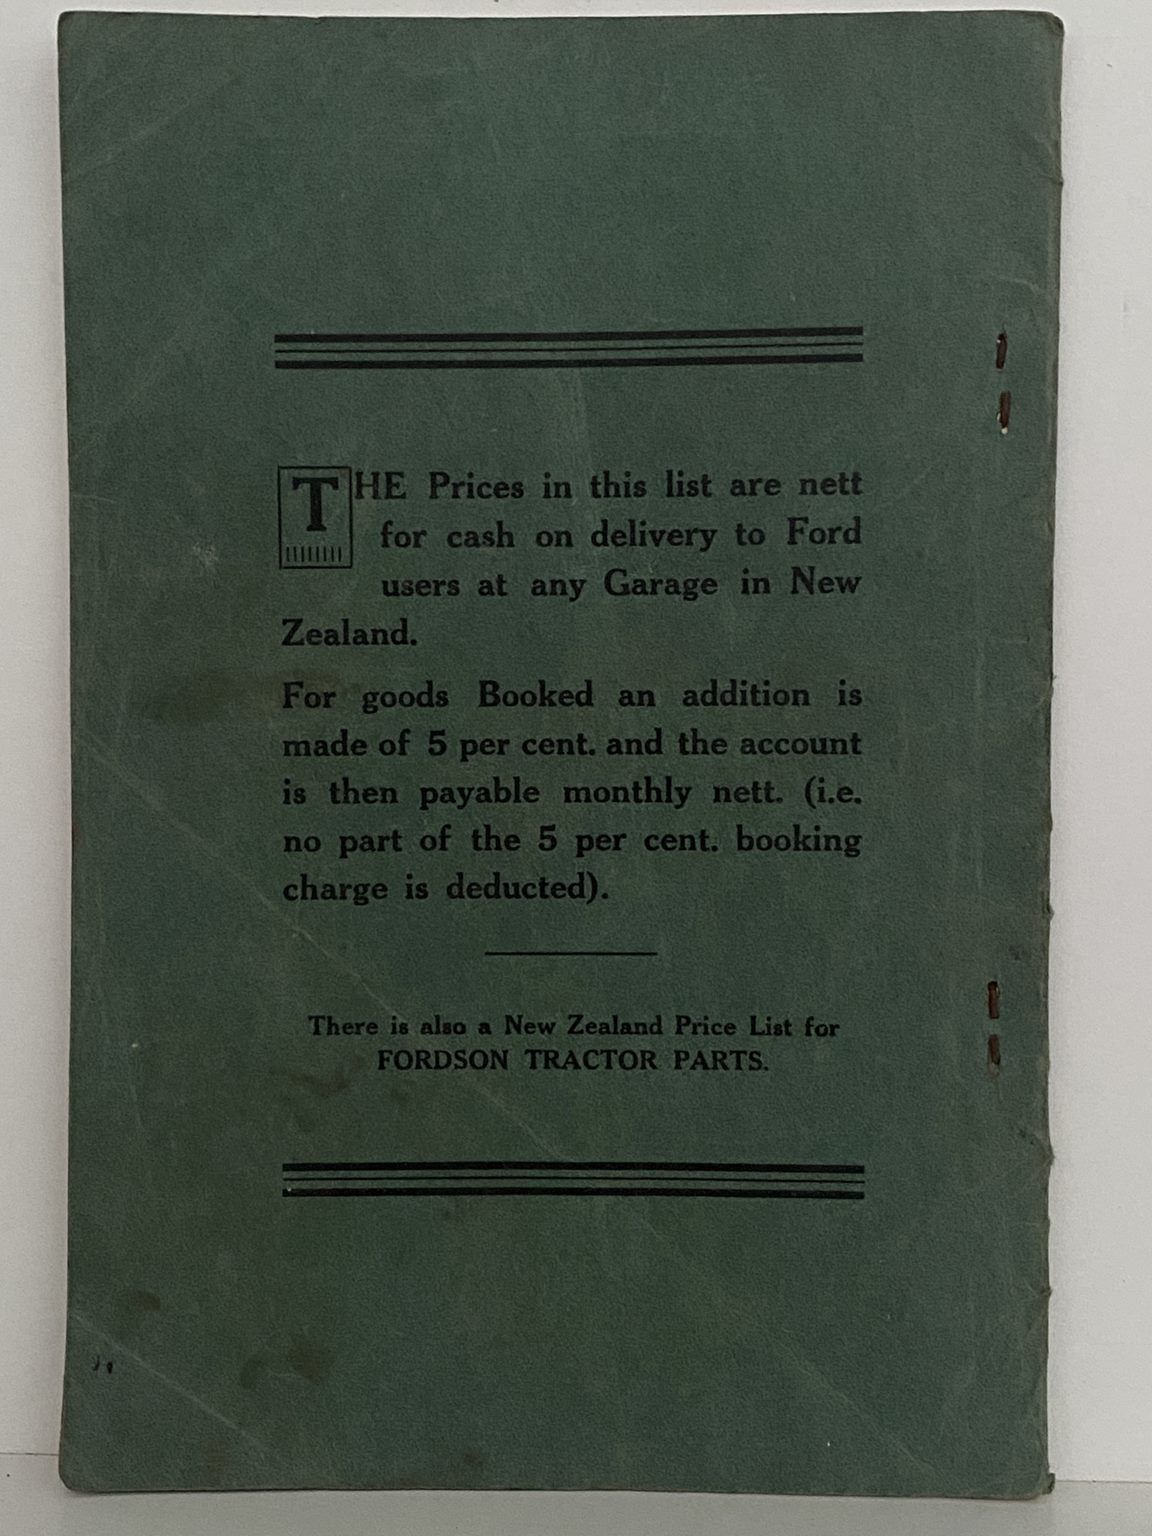 THE Prices in this list are nett
for cash on delivery to Ford
users at any Garage in New
Zealand.
For goods Booked an addition is
made of 5 per cent. and the account
is then payable monthly nett. (i.e.
no part of the 5 per cent. booking
charge is deducted).
There is also a New Zealand Price List for
FORDSON TRACTOR PARTS.